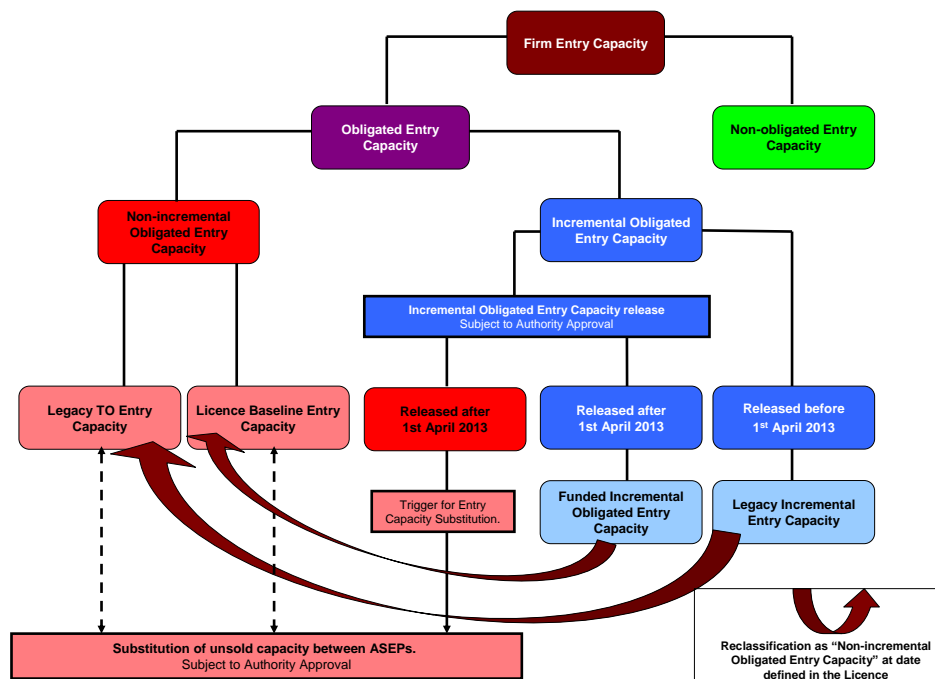 Firm Entry Capacity
Obligated Entry
Capacity
Non-obligated Entry
Capacity
Non-incremental
Obligated Entry
Capacity
Incremental Obligated
Entry Capacity
Incremental Obligated Entry Capacity release
Subject to Authority Approval
Legacy TO Entry
Capacity
Licence Baseline Entry
Capacity
Released after
1st April 2013
Released after
1st April 2013
Released before
1st April 2013
Trigger for Entry
Capacity Substitution.
Funded Incremental
Obligated Entry
Capacity
Legacy Incremental
Entry Capacity
Substitution of unsold capacity between ASEPs.
Subject to Authority Approval
Reclassification as “Non-incremental
Obligated Entry Capacity” at date
defined in the Licence